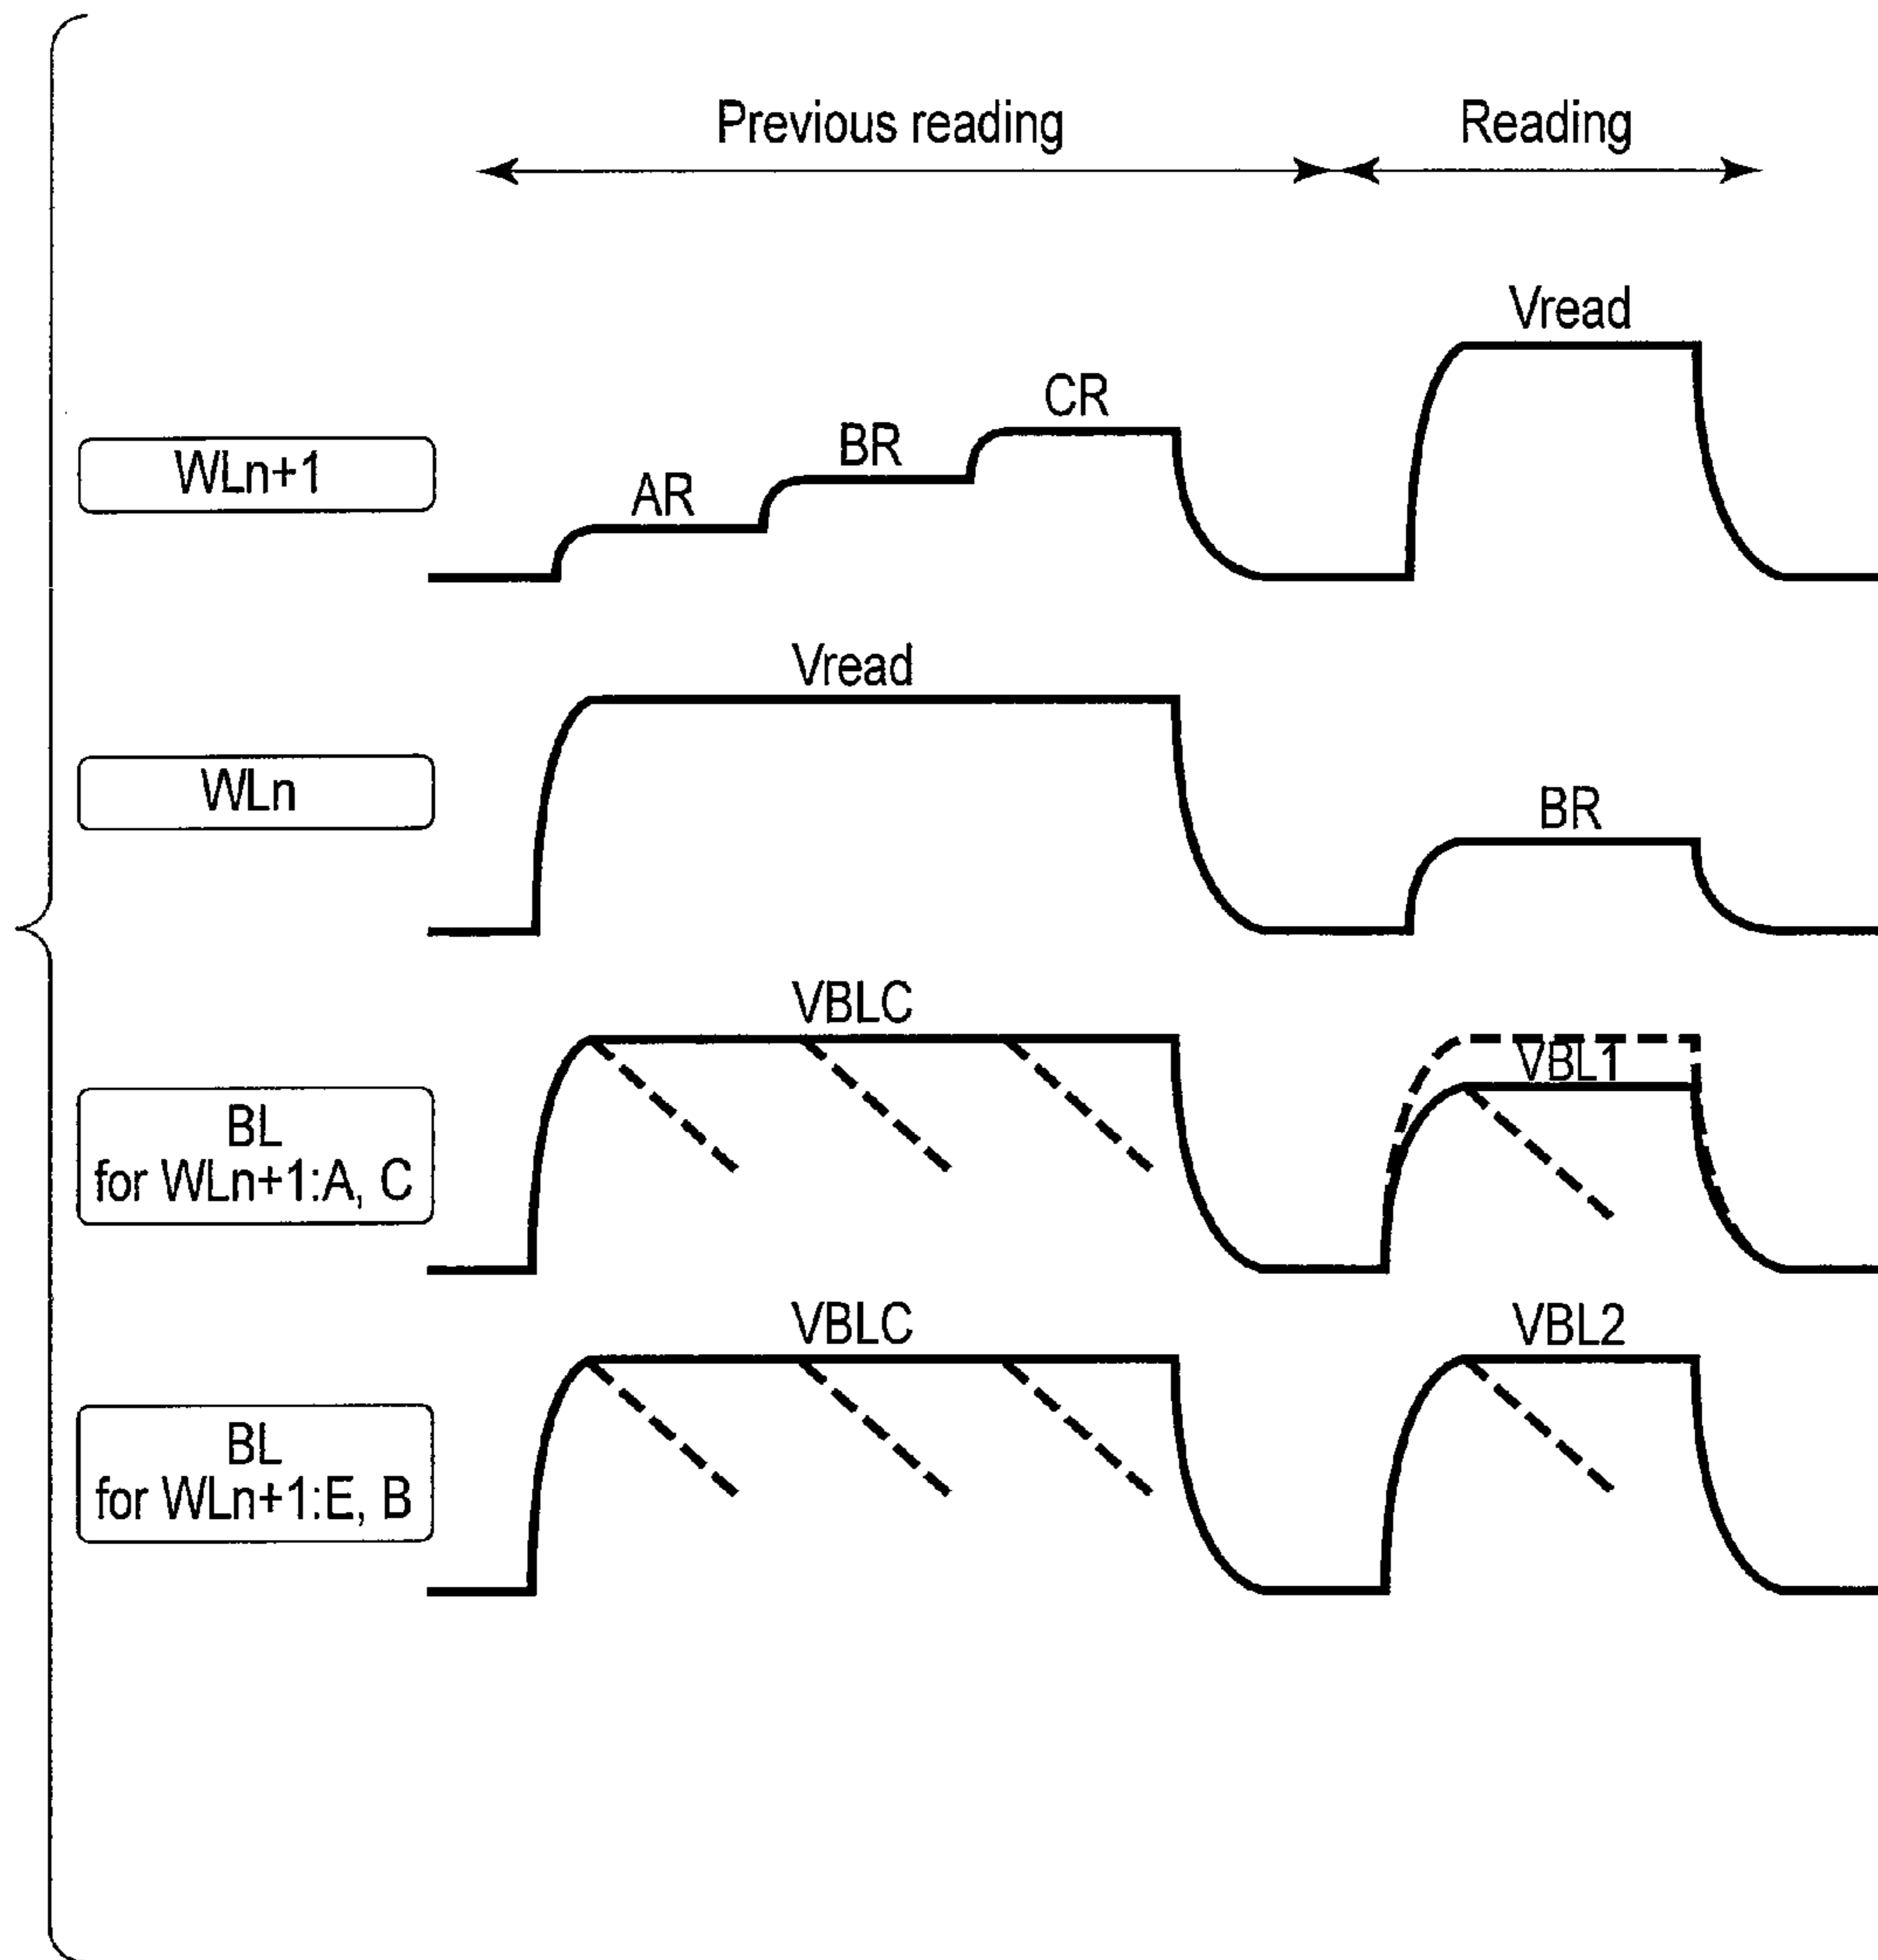 Previous reading
Reading
Vread
CR
BR
AR
WLn+1
Vread
WLn
BR
VBLC
VBL1
BL
for WLn+1:A, C
VBLC
VBL2
BL
for WLn+1:E, B